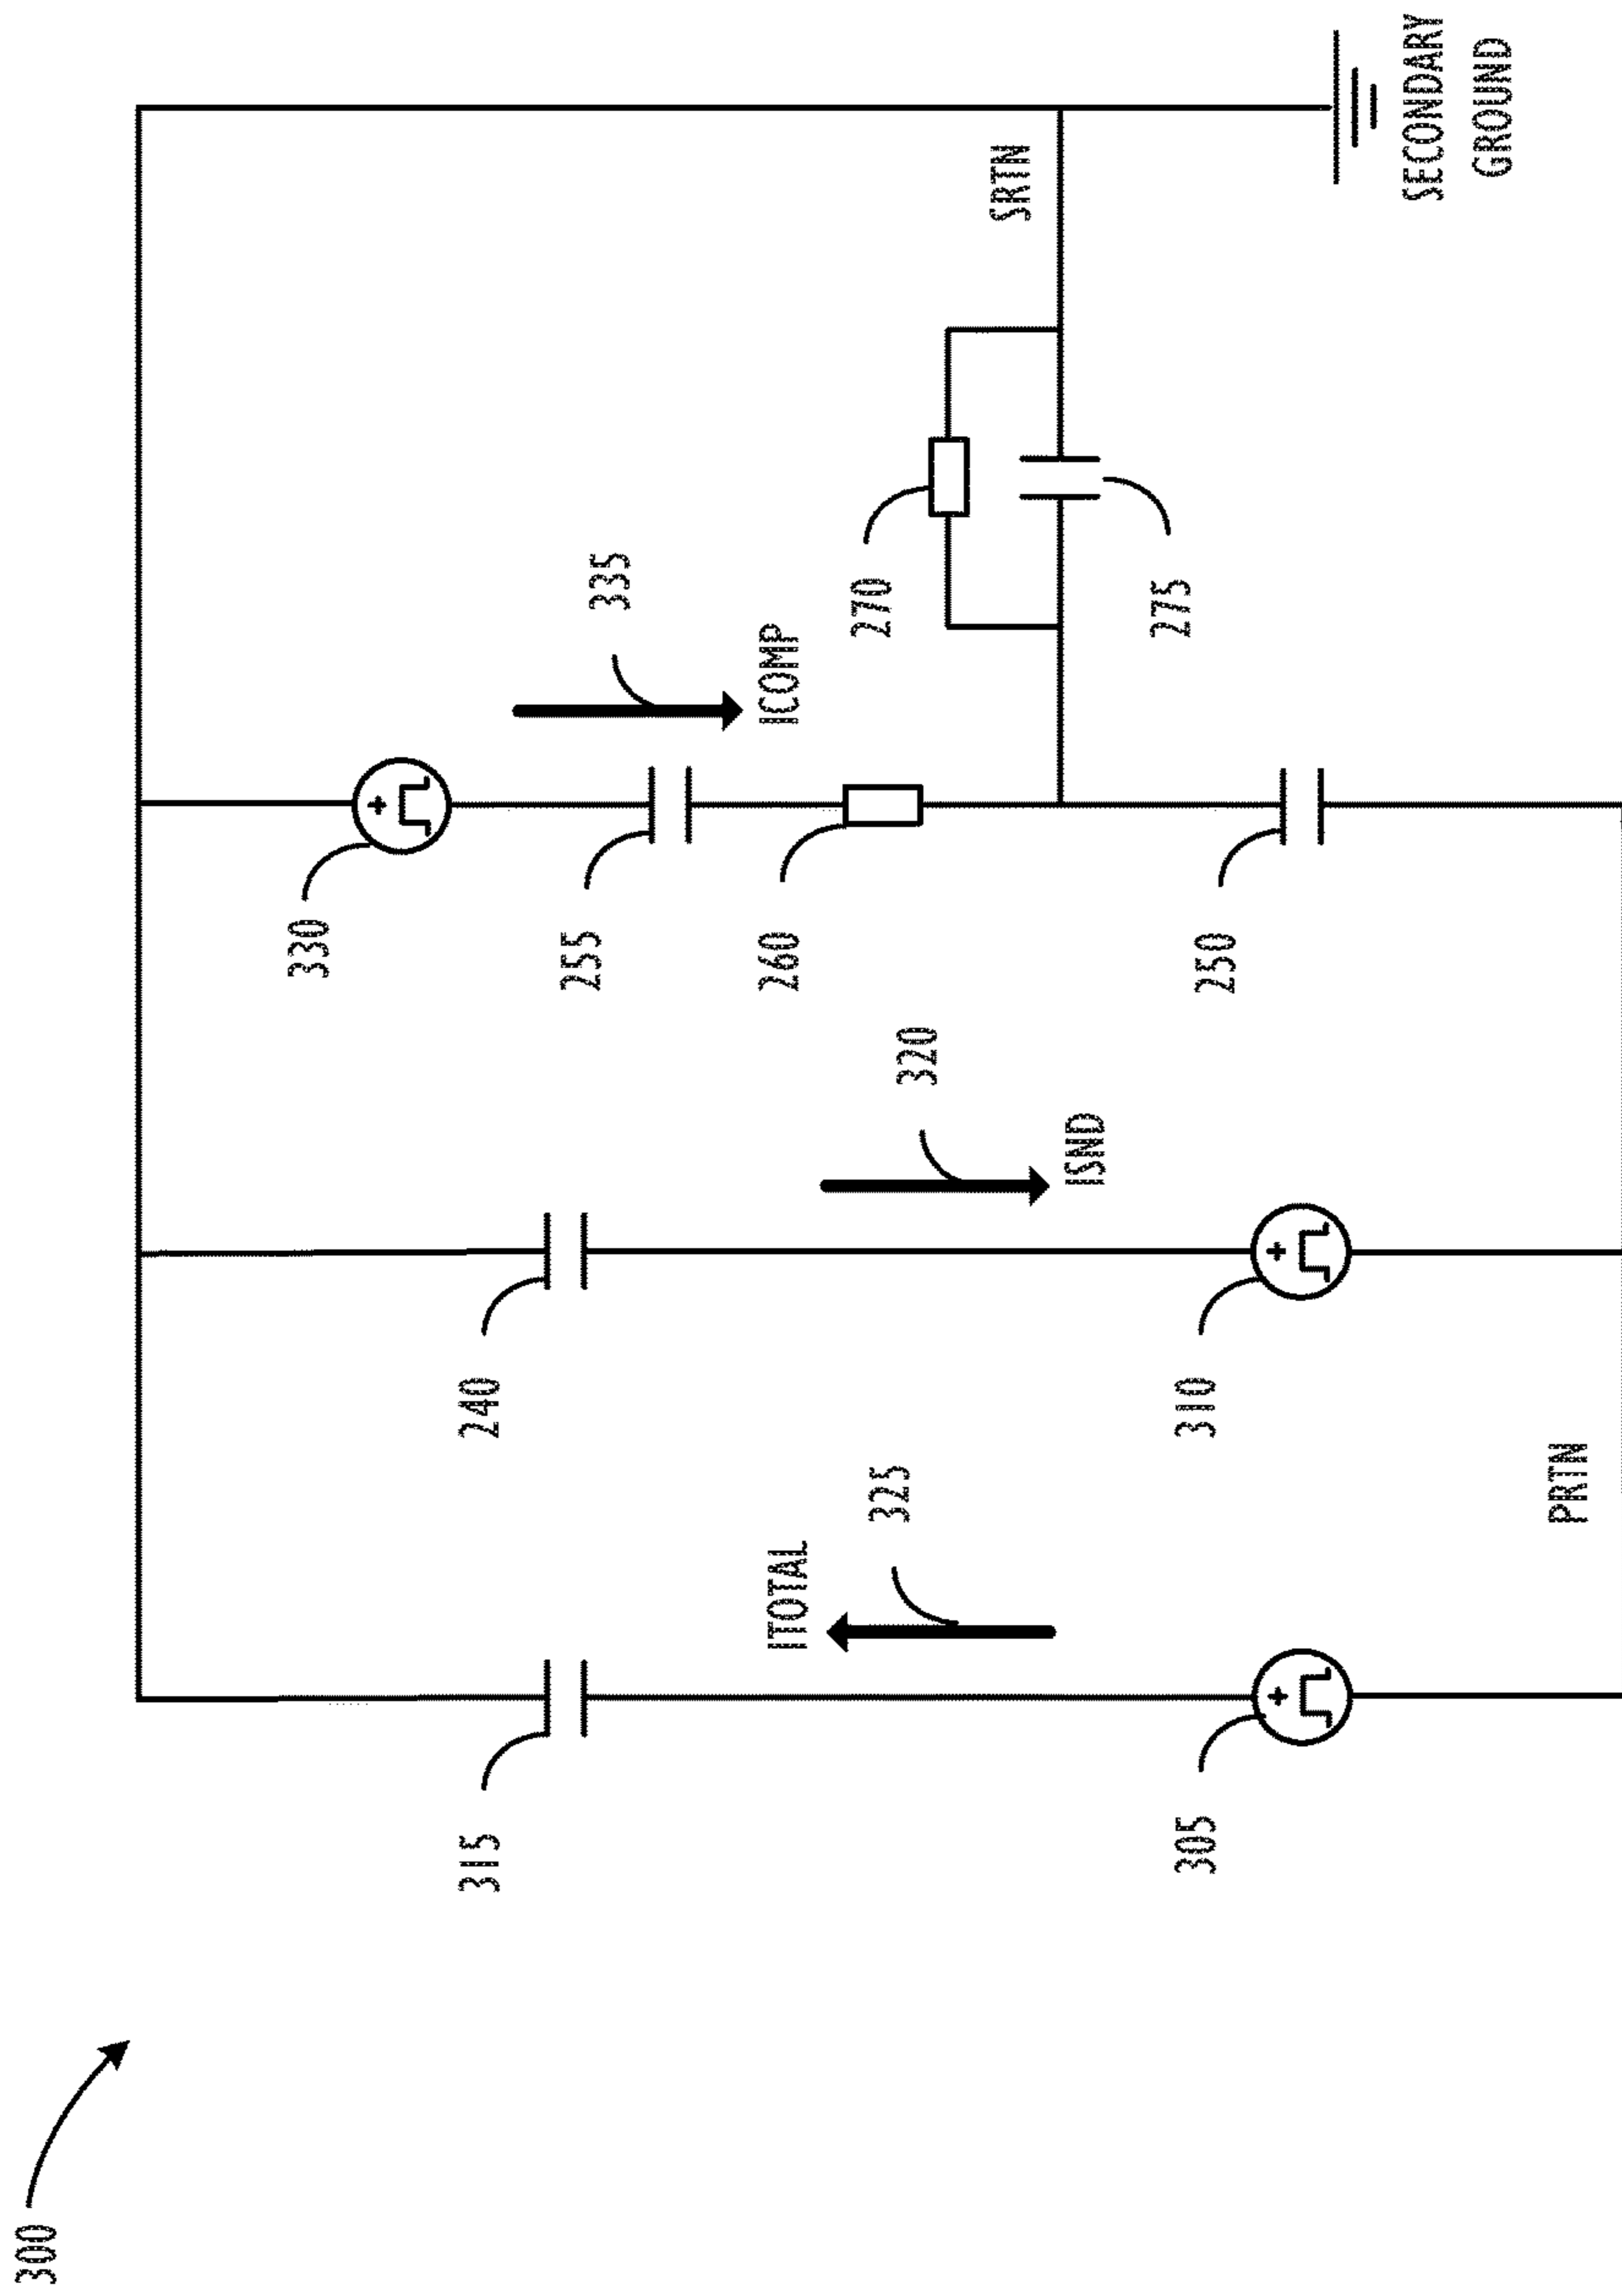 300
315
305
ITOTAL
325
PRTN
240
310
320
ISND
330
255
260
250
335
ICOMP
270
275
SRTN
SECONDARY
GROUND